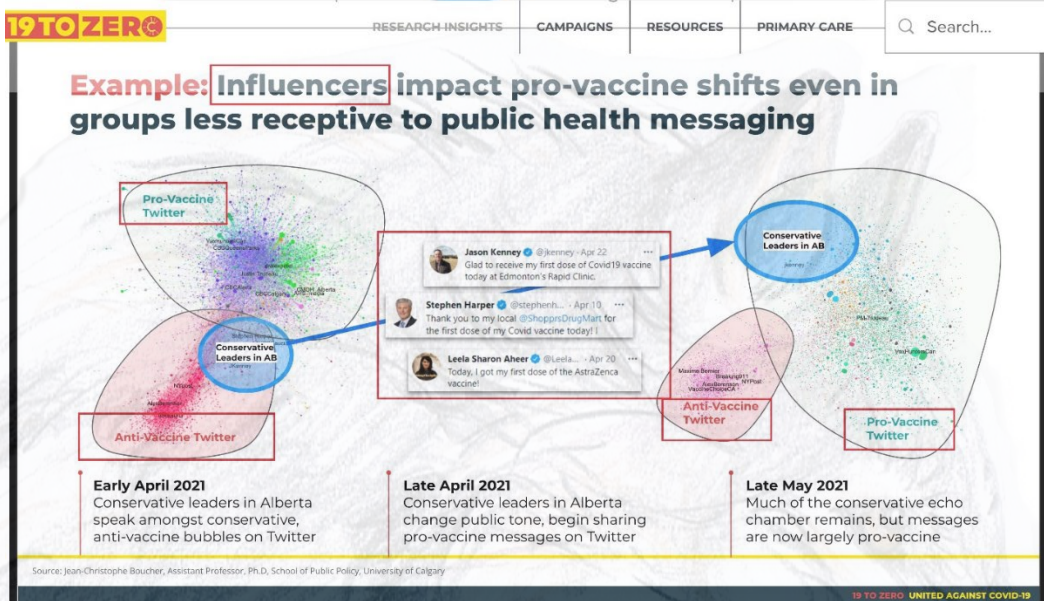 19 TO ZERO
RESEARCH INSIGHTS
CAMPAIGNS
RESOURCES
PRIMARY CARE
Search...
Example: Influencers impact pro-vaccine shifts even in
groups less receptive to public health messaging
Pro-Vaccine
Twitter
Conservative
Leaders in AB
Anti-Vaccine Twitter
Jason Kenney @jkenney · Apr 22 ...
Glad to receive my first dose of Covid19 vaccine
today at Edmonton's Rapid Clinic.
Stephen Harper @stephenh... · Apr 10 ...
Thank you to my local @ShopprsDrugMart for
the first dose of my Covid vaccine today! I
Leela Sharon Aheer @Leela... · Apr 20 ...
Today, I got my first dose of the AstraZenca
vaccine!
Conservative
Leaders in AB
Maxime Bernier
NYPost
Anti-Vaccine
Twitter
Pro-Vaccine
Twitter
Early April 2021
Conservative leaders in Alberta
speak amongst conservative,
anti-vaccine bubbles on Twitter
Late April 2021
Conservative leaders in Alberta
change public tone, begin sharing
pro-vaccine messages on Twitter
Late May 2021
Much of the conservative echo
chamber remains, but messages
are now largely pro-vaccine
Source: Jean-Christophe Boucher, Assistant Professor, Ph.D, School of Public Policy, University of Calgary
19 TO ZERO UNITED AGAINST COVID-19